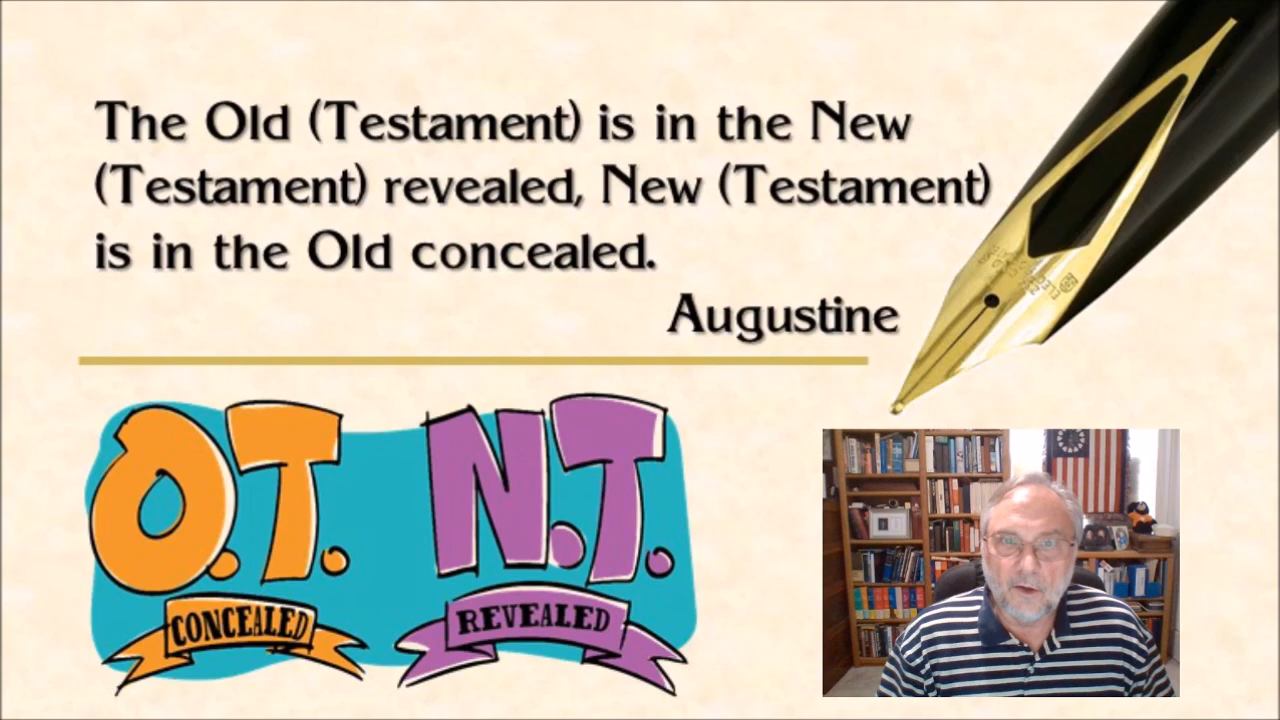 The Old (Testament) is in the New
(Testament) revealed, New (Testament)
is in the Old concealed.
Augustine
O.T. N.T.
CONCEALED REVEALED